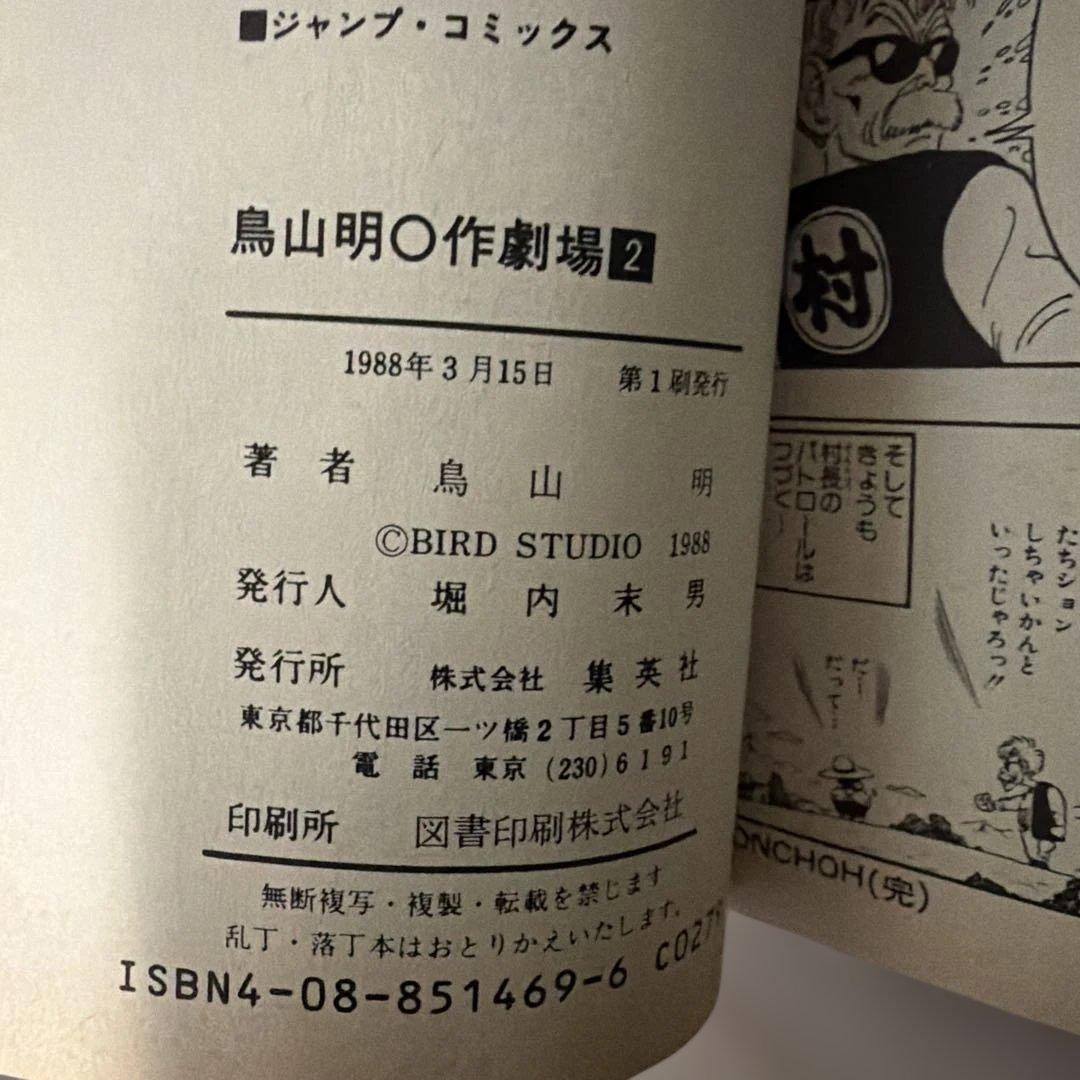 ■ジャンプ・コミックス
鳥山明〇作劇場2
1988年3月15日 第1刷発行
著者 鳥山明
©BIRD STUDIO 1988
発行人 堀内末男
発行所 株式会社 集英社
東京都千代田区一ツ橋2丁目5番10号
電話 東京 (230)6191
印刷所 図書印刷株式会社
無断複写・複製・転載を禁じます
乱丁・落丁本はおとりかえいたします。
ISBN4-08-851469-6 C027
村
そして
きょうも
村長の
パトロールは
つづく
たちション
しちゃいかんと
いったじゃろっ!!
だ〜
だって…
ONCHOH(完)